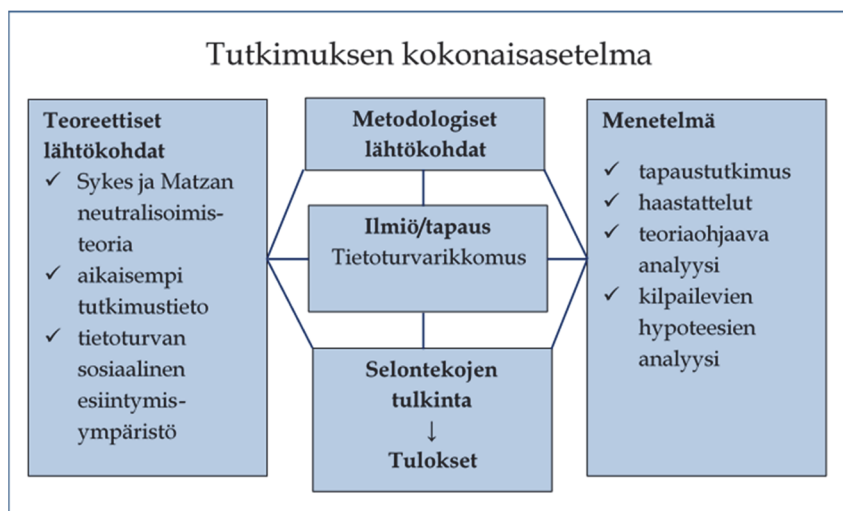 Tutkimuksen kokonaisasetelma
Teoreettiset
lähtökohdat
✓ Sykes ja Matzan
neutralisoimis-
teoria
✓ aikaisempi
tutkimustieto
✓ tietoturvan
sosiaalinen
esiintymis-
ympäristö
Metodologiset
lähtökohdat
Ilmiö/tapaus
Tietoturvarikkomus
Selontekojen
tulkinta
↓
Tulokset
Menetelmä
✓ tapaustutkimus
✓ haastattelut
✓ teoriaohjaava
analyysi
✓ kilpailevien
hypoteesien
analyysi